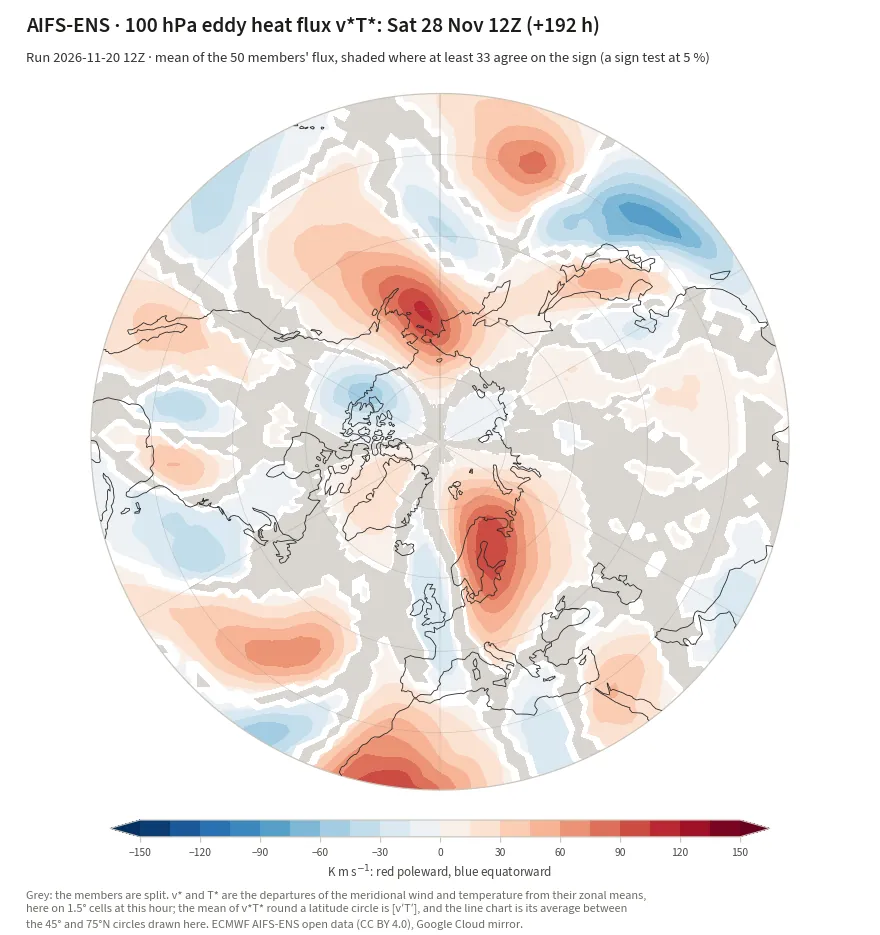 AIFS-ENS · 100 hPa eddy heat flux v*T*: Sat 28 Nov 12Z (+192 h)
Run 2026-11-20 12Z · mean of the 50 members' flux, shaded where at least 33 agree on the sign (a sign test at 5 %)
−150 −120 −90 −60 −30 0 30 60 90 120 150
K m s⁻¹: red poleward, blue equatorward
Grey: the members are split. v* and T* are the departures of the meridional wind and temperature from their zonal means,
here on 1.5° cells at this hour; the mean of v*T* round a latitude circle is [v'T'], and the line chart is its average between
the 45° and 75°N circles drawn here. ECMWF AIFS-ENS open data (CC BY 4.0), Google Cloud mirror.